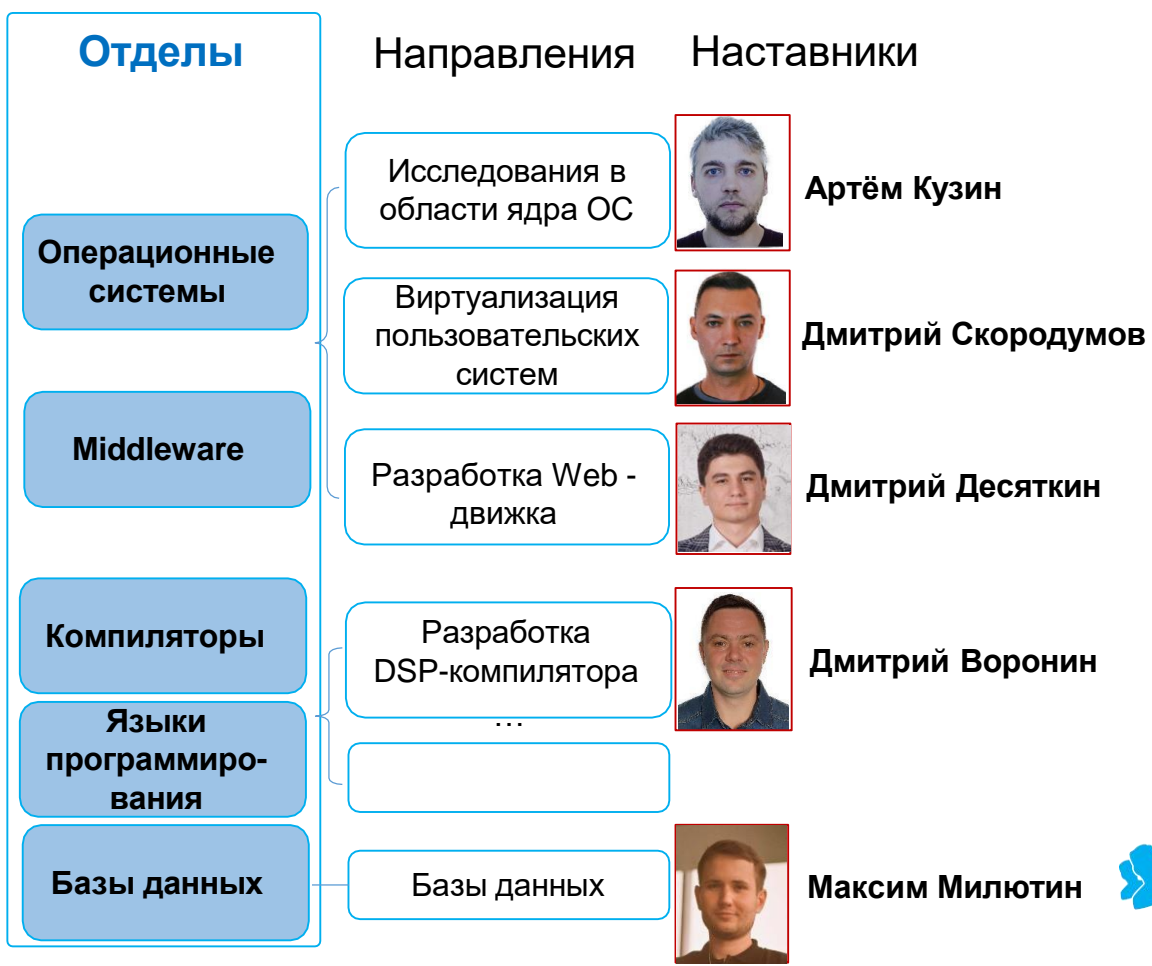 Отделы
Направления
Наставники
Исследования в
области ядра ОС
Артём Кузин
Операционные
системы
Виртуализация
пользовательских
систем
Дмитрий Скородумов
Middleware
Разработка Web -
движка
Дмитрий Десяткин
Компиляторы
Разработка
DSP-компилятора
...
Дмитрий Воронин
Языки
программиро-
вания
Базы данных
Базы данных
Максим Милютин